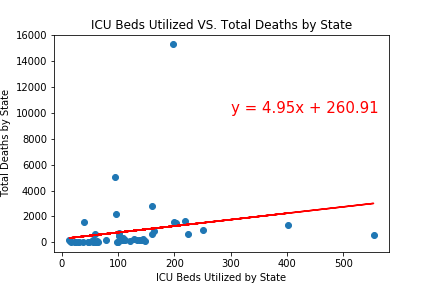 ICU Beds Utilized VS. Total Deaths by State
16000
14000
12000
10000
8000
6000
4000
2000
0
Total Deaths by State
y = 4.95x + 260.91
0 100 200 300 400 500
ICU Beds Utilized by State